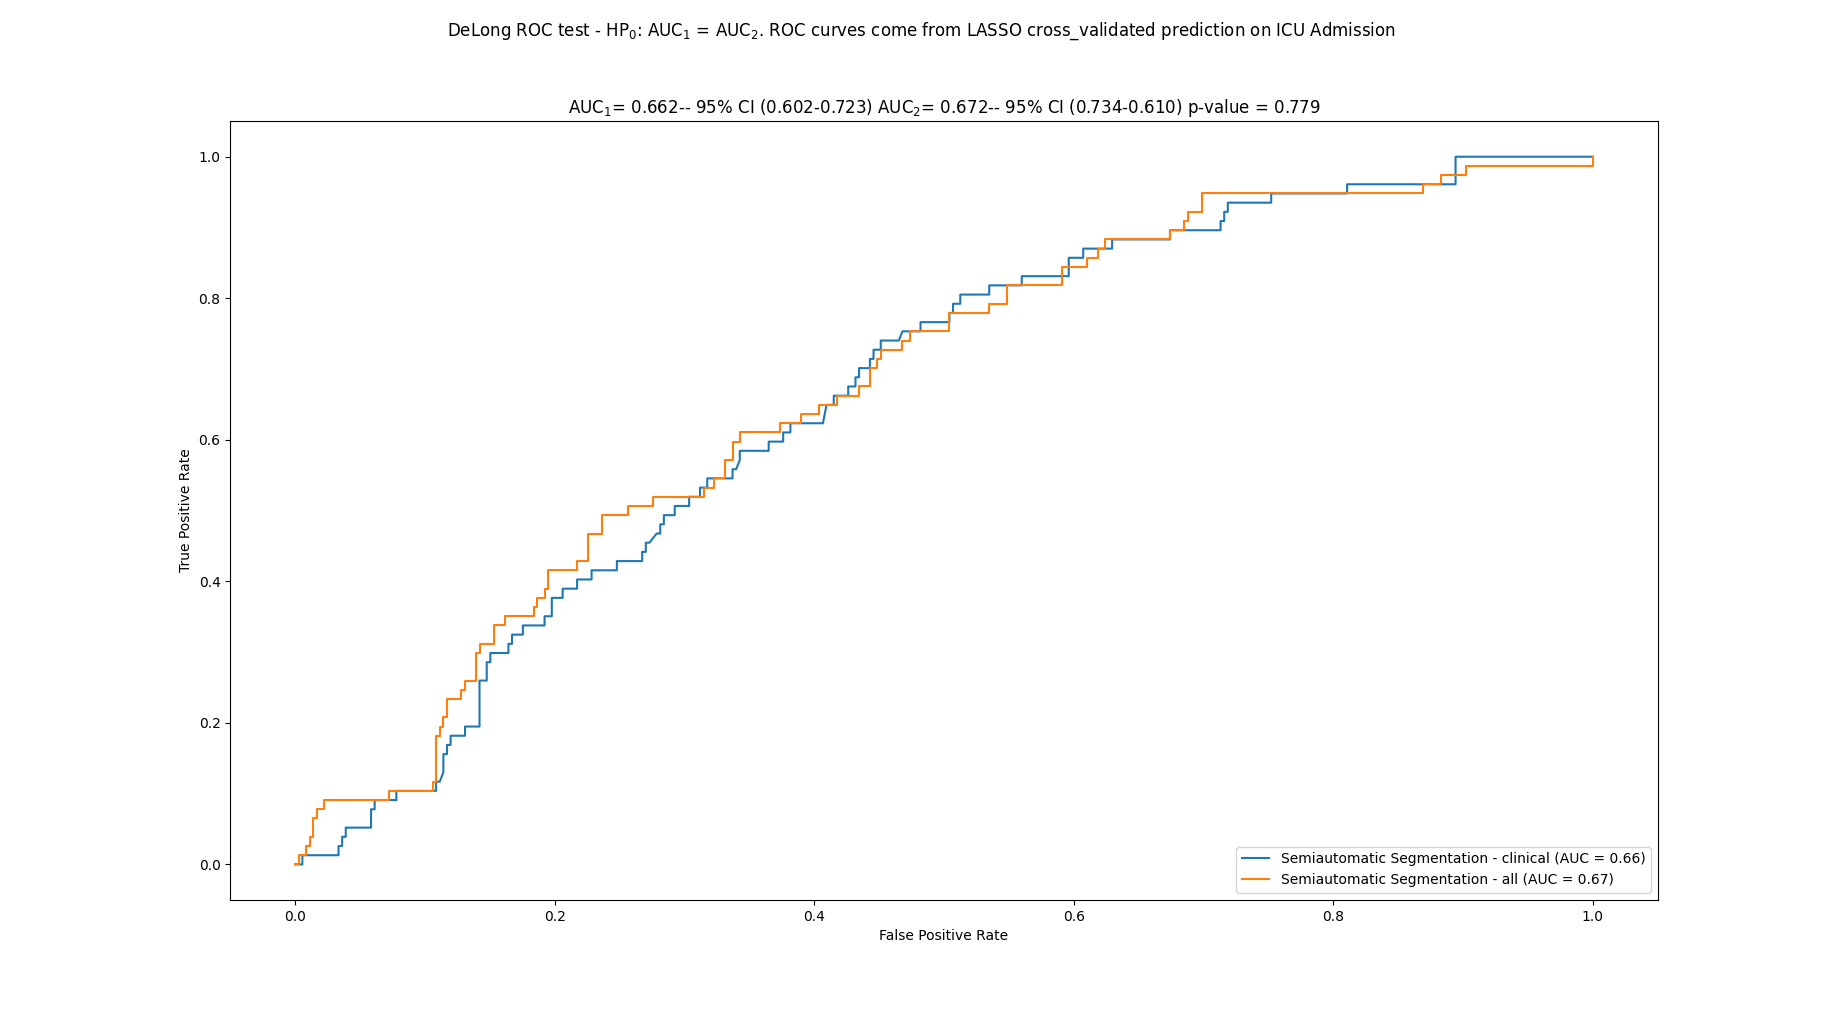 DeLong ROC test - HP₀: AUC₁ = AUC₂. ROC curves come from LASSO cross_validated prediction on ICU Admission
AUC₁= 0.662-- 95% CI (0.602-0.723) AUC₂= 0.672-- 95% CI (0.734-0.610) p-value = 0.779
True Positive Rate
1.0
0.8
0.6
0.4
0.2
0.0
Semiautomatic Segmentation - clinical (AUC = 0.66)
Semiautomatic Segmentation - all (AUC = 0.67)
0.0 0.2 0.4 0.6 0.8 1.0
False Positive Rate